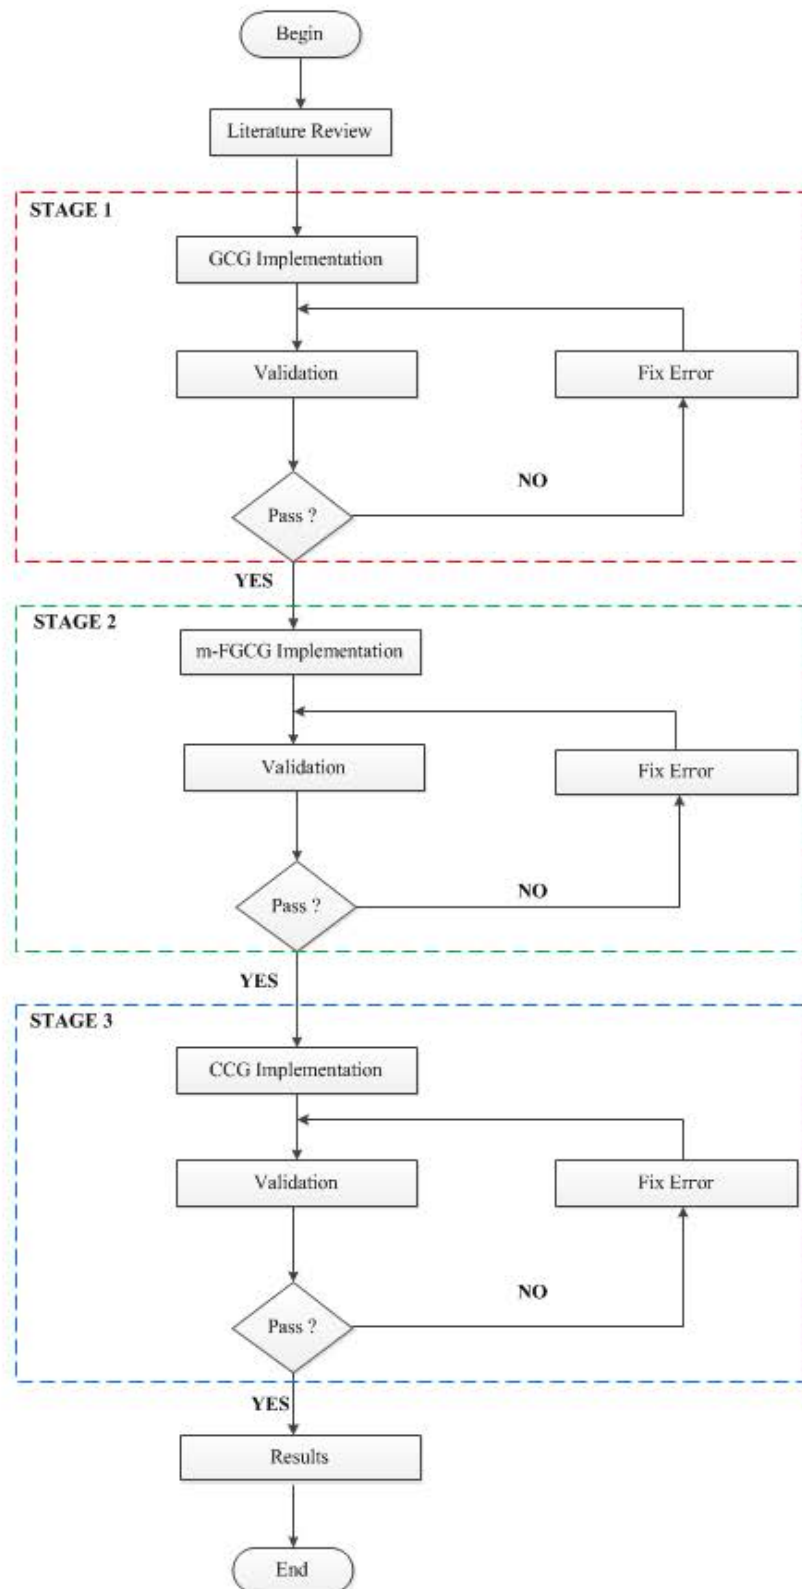 Begin
Literature Review
STAGE 1
GCG Implementation
Validation
Fix Error
NO
Pass ?
YES
STAGE 2
m-FGCG Implementation
Validation
Fix Error
NO
Pass ?
YES
STAGE 3
CCG Implementation
Validation
Fix Error
NO
Pass ?
YES
Results
End